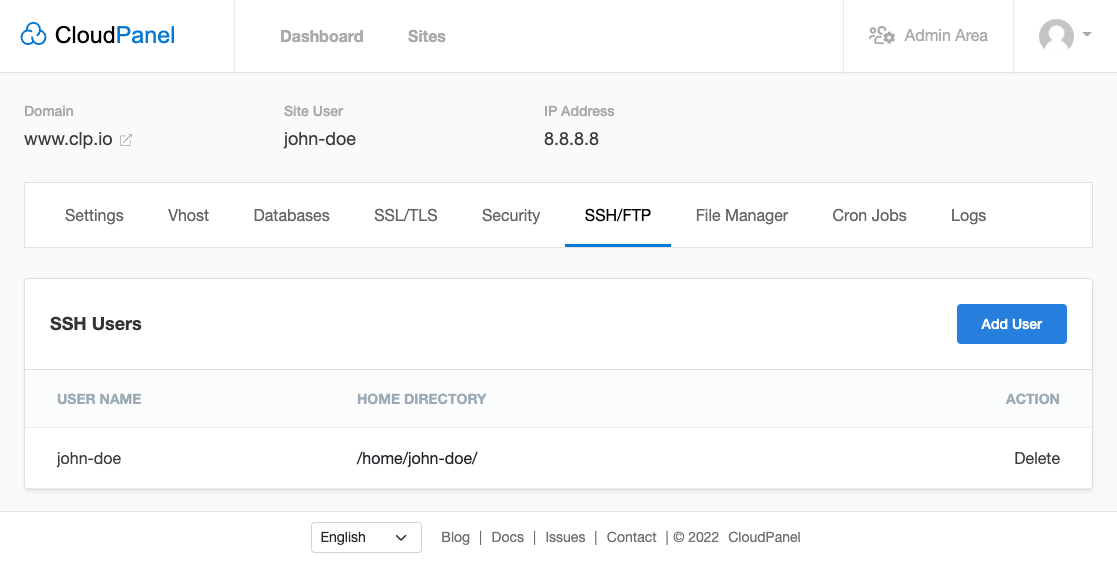 CloudPanel Dashboard Sites Admin Area
Domain Site User IP Address
www.clp.io john-doe 8.8.8.8
Settings Vhost Databases SSL/TLS Security SSH/FTP File Manager Cron Jobs Logs
SSH Users Add User
USER NAME HOME DIRECTORY ACTION
john-doe /home/john-doe/ Delete
English Blog | Docs | Issues | Contact | © 2022 CloudPanel